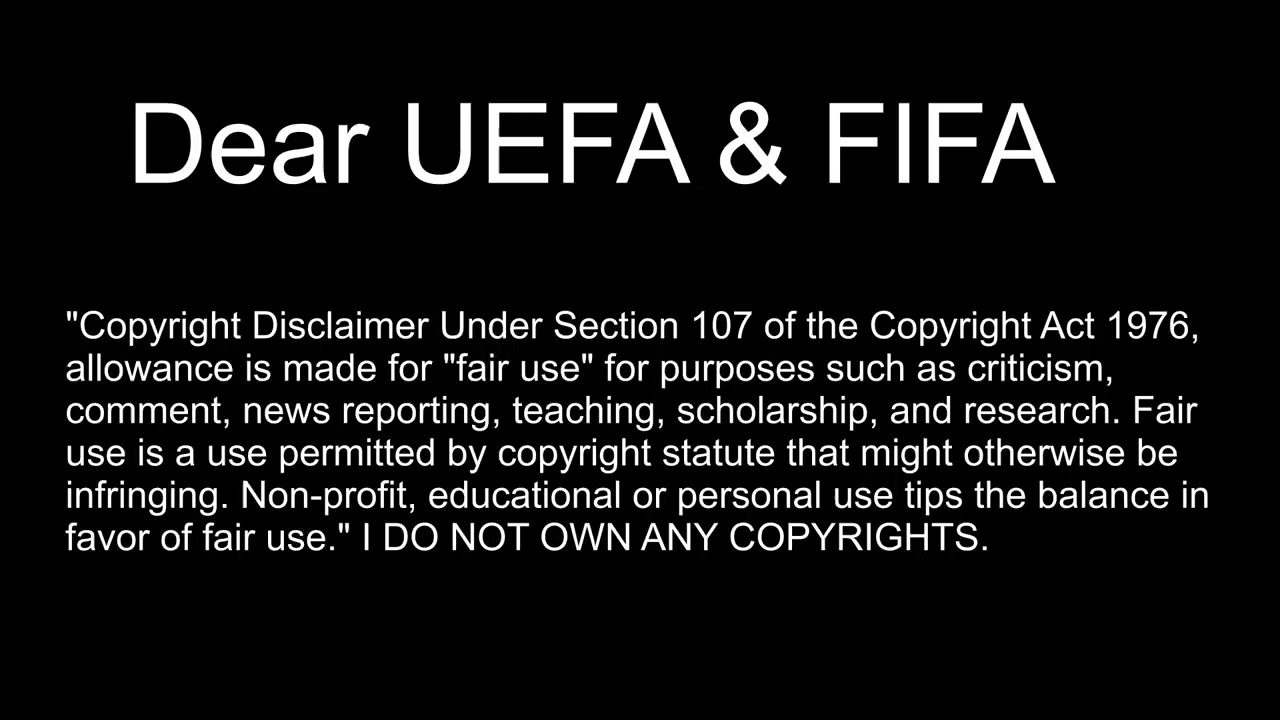 Dear UEFA & FIFA
"Copyright Disclaimer Under Section 107 of the Copyright Act 1976,
allowance is made for "fair use" for purposes such as criticism,
comment, news reporting, teaching, scholarship, and research. Fair
use is a use permitted by copyright statute that might otherwise be
infringing. Non-profit, educational or personal use tips the balance in
favor of fair use." I DO NOT OWN ANY COPYRIGHTS.